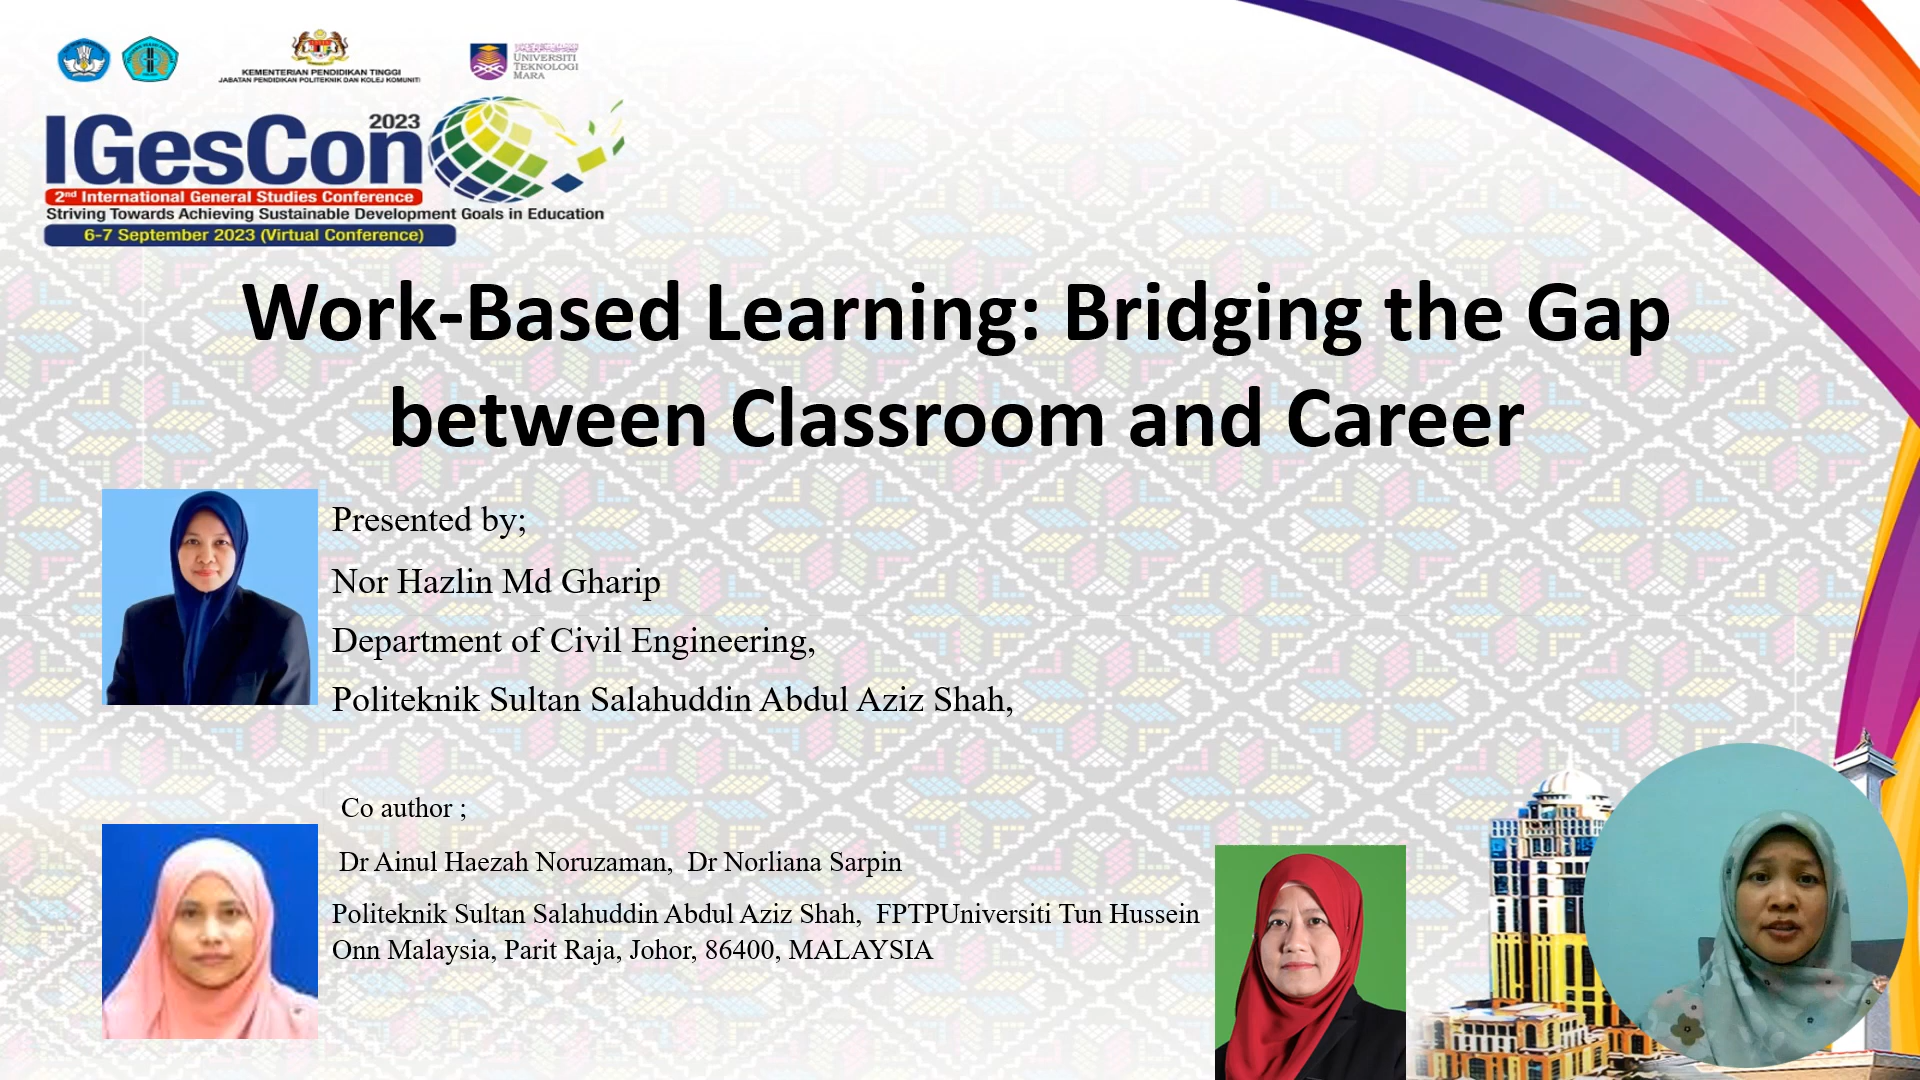 KEMENTERIAN PENDIDIKAN TINGGI
JABATAN PENDIDIKAN POLITEKNIK DAN KOLEJ KOMUNITI
UNIVERSITI
TEKNOLOGI
MARA
2023
IGesCon
2nd International General Studies Conference
Striving Towards Achieving Sustainable Development Goals in Education
6-7 September 2023 (Virtual Conference)
Work-Based Learning: Bridging the Gap
between Classroom and Career
Presented by;
Nor Hazlin Md Gharip
Department of Civil Engineering,
Politeknik Sultan Salahuddin Abdul Aziz Shah,
Co author ;
Dr Ainul Haezah Noruzaman,  Dr Norliana Sarpin
Politeknik Sultan Salahuddin Abdul Aziz Shah,  FPTPUniversiti Tun Hussein
Onn Malaysia, Parit Raja, Johor, 86400, MALAYSIA